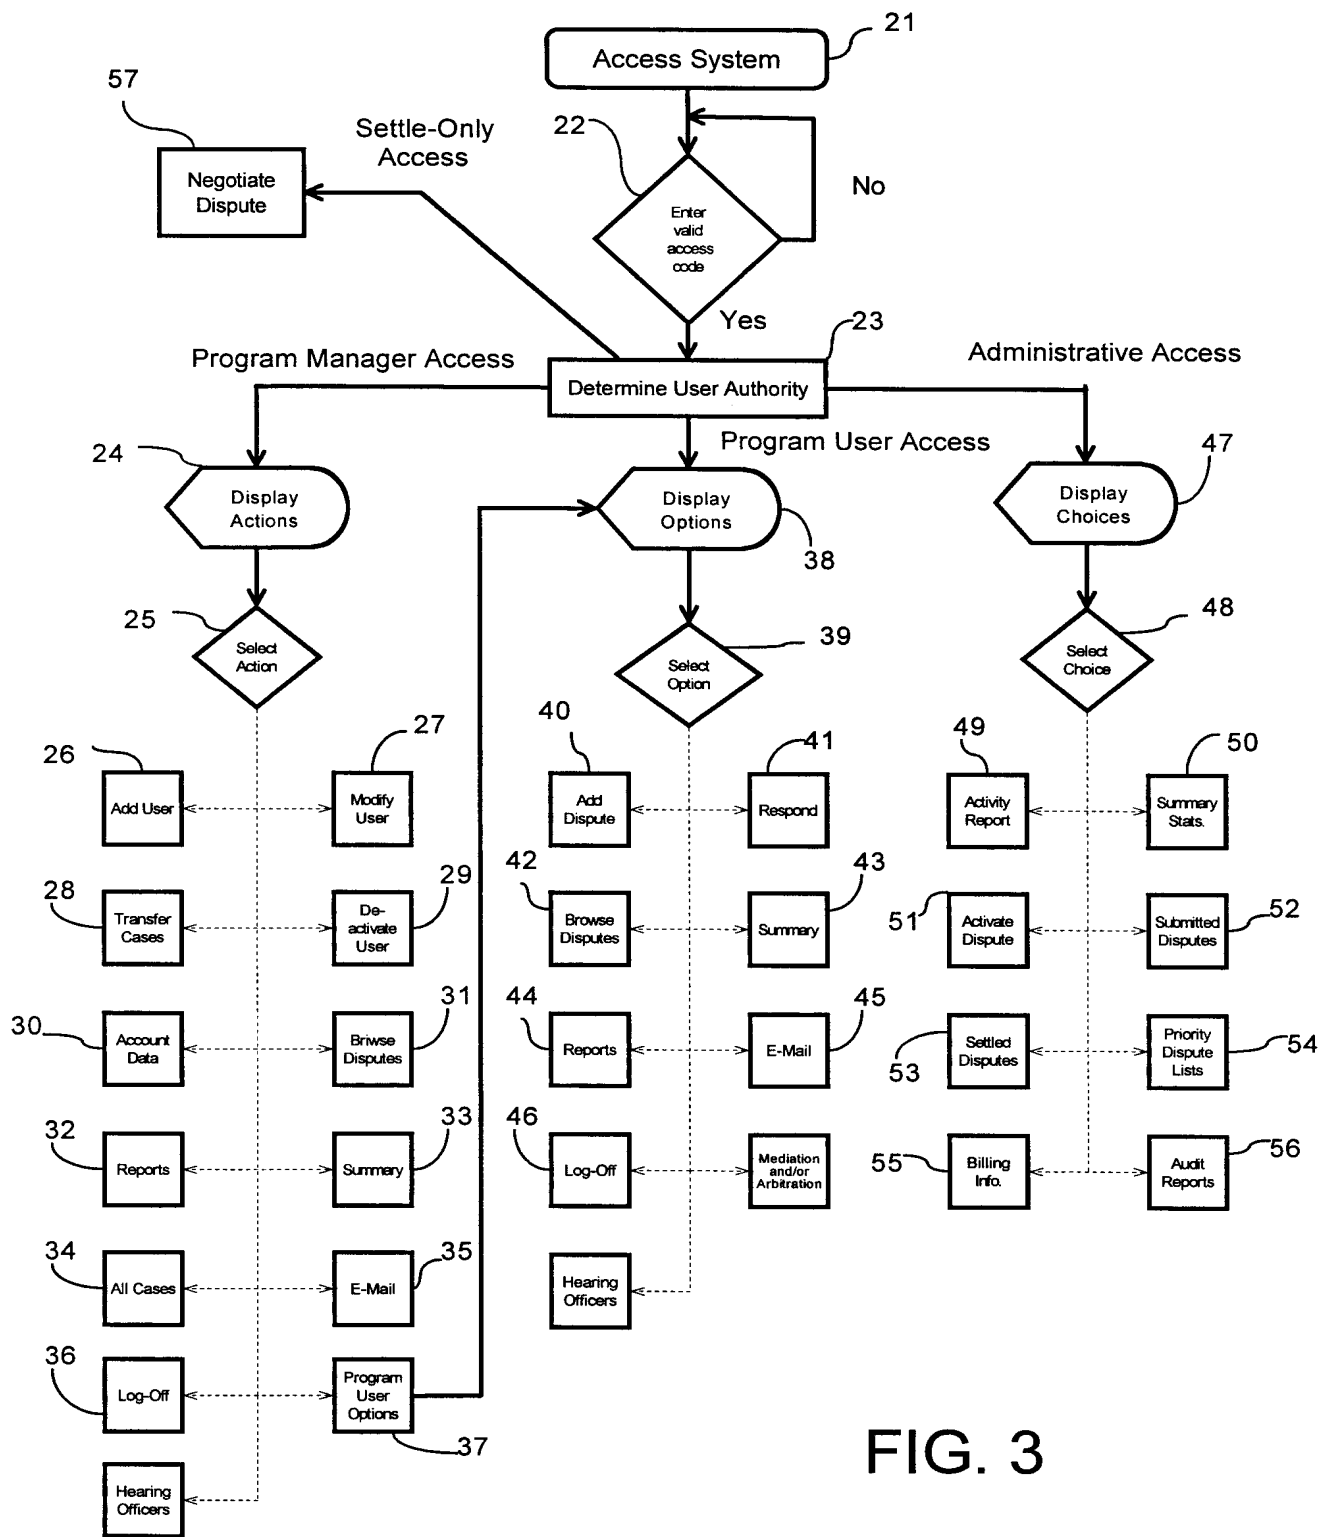 21
Access System
57
22
Settle-Only
Access
Negotiate
Dispute
No
Enter
valid
access
code
Yes
23
Program Manager Access
Administrative Access
Determine User Authority
Program User Access
24
47
Display
Actions
Display
Options
Display
Choices
38
25
48
39
Select
Action
Select
Option
Select
Choice
26
27
40
41
49
50
Add User
Modify
User
Add
Dispute
Respond
Activity
Report
Summary
Stats.
28
29
42
43
51
52
Transfer
Cases
De-
activate
User
Browse
Disputes
Summary
Activate
Dispute
Submitted
Disputes
30
31
44
45
53
54
Account
Data
Briwse
Disputes
Reports
E-Mail
Settled
Disputes
Priority
Dispute
Lists
32
33
46
55
56
Reports
Summary
Log-Off
Mediation
and/or
Arbitration
Billing
Info.
Audit
Reports
34
35
All Cases
E-Mail
Hearing
Officers
36
Log-Off
Program
User
Options
37
Hearing
Officers
FIG. 3